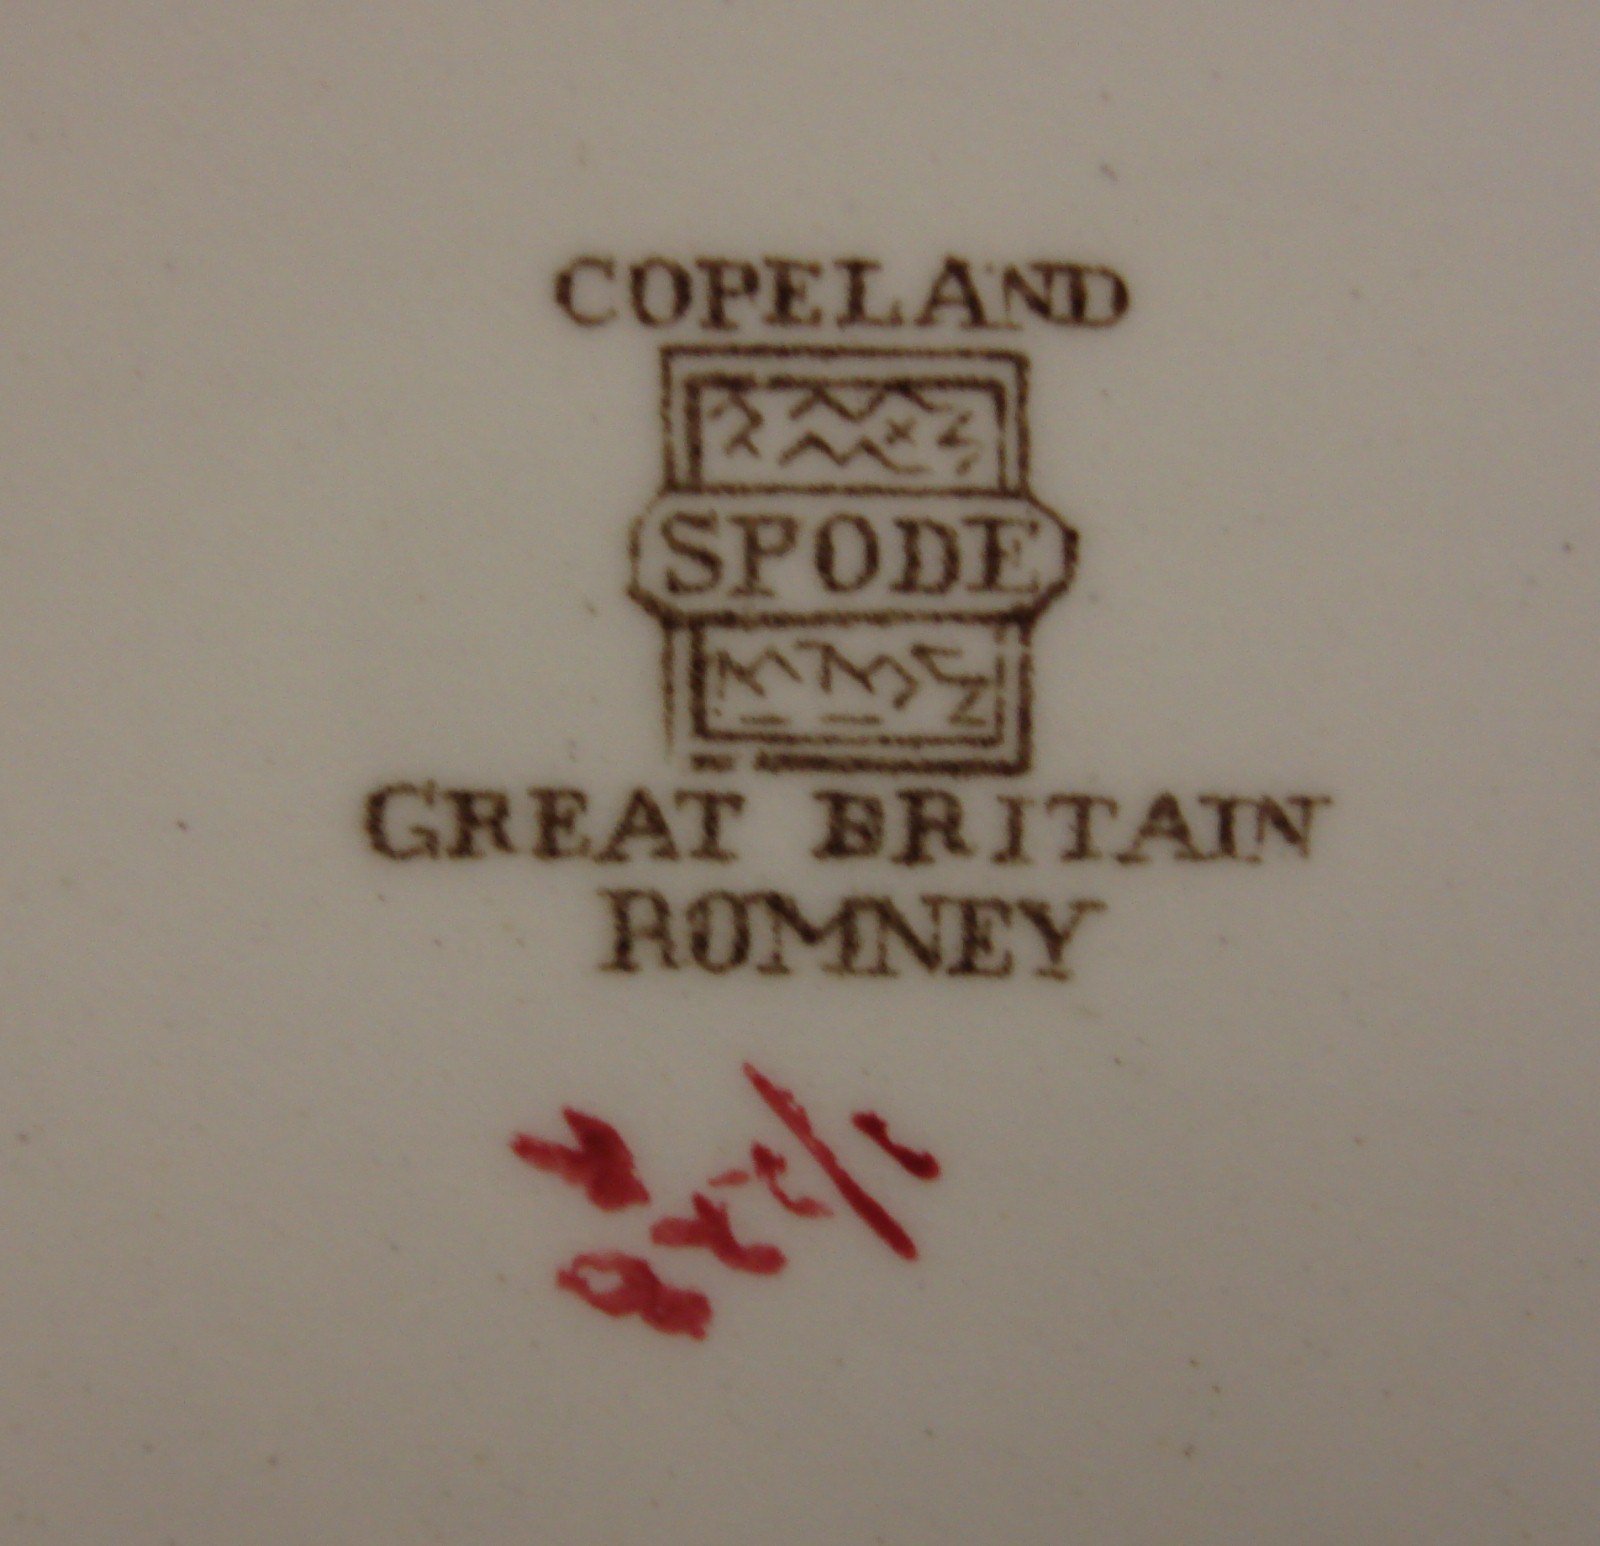 COPELAND
SPODE
GREAT BRITAIN
ROMNEY